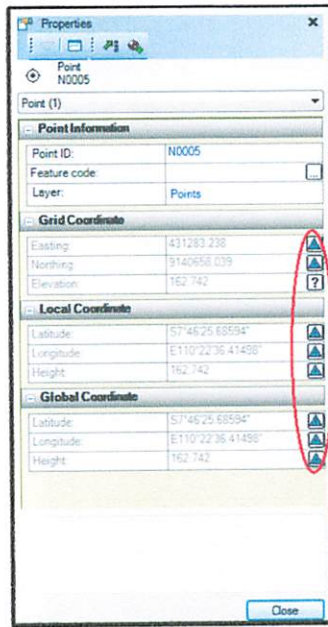 Properties
Point
N0005
Point (1)
Point Information
Point ID: N0005
Feature code: ...
Layer: Points
Grid Coordinate
Easting: 431283.238
Northing: 9140658.039
Elevation: 162.742 ?
Local Coordinate
Latitude: S7°46'25.68594"
Longitude: E110°22'36.41498"
Height: 162.742
Global Coordinate
Latitude: S7°46'25.68594"
Longitude: E110°22'36.41498"
Height: 162.742
Close